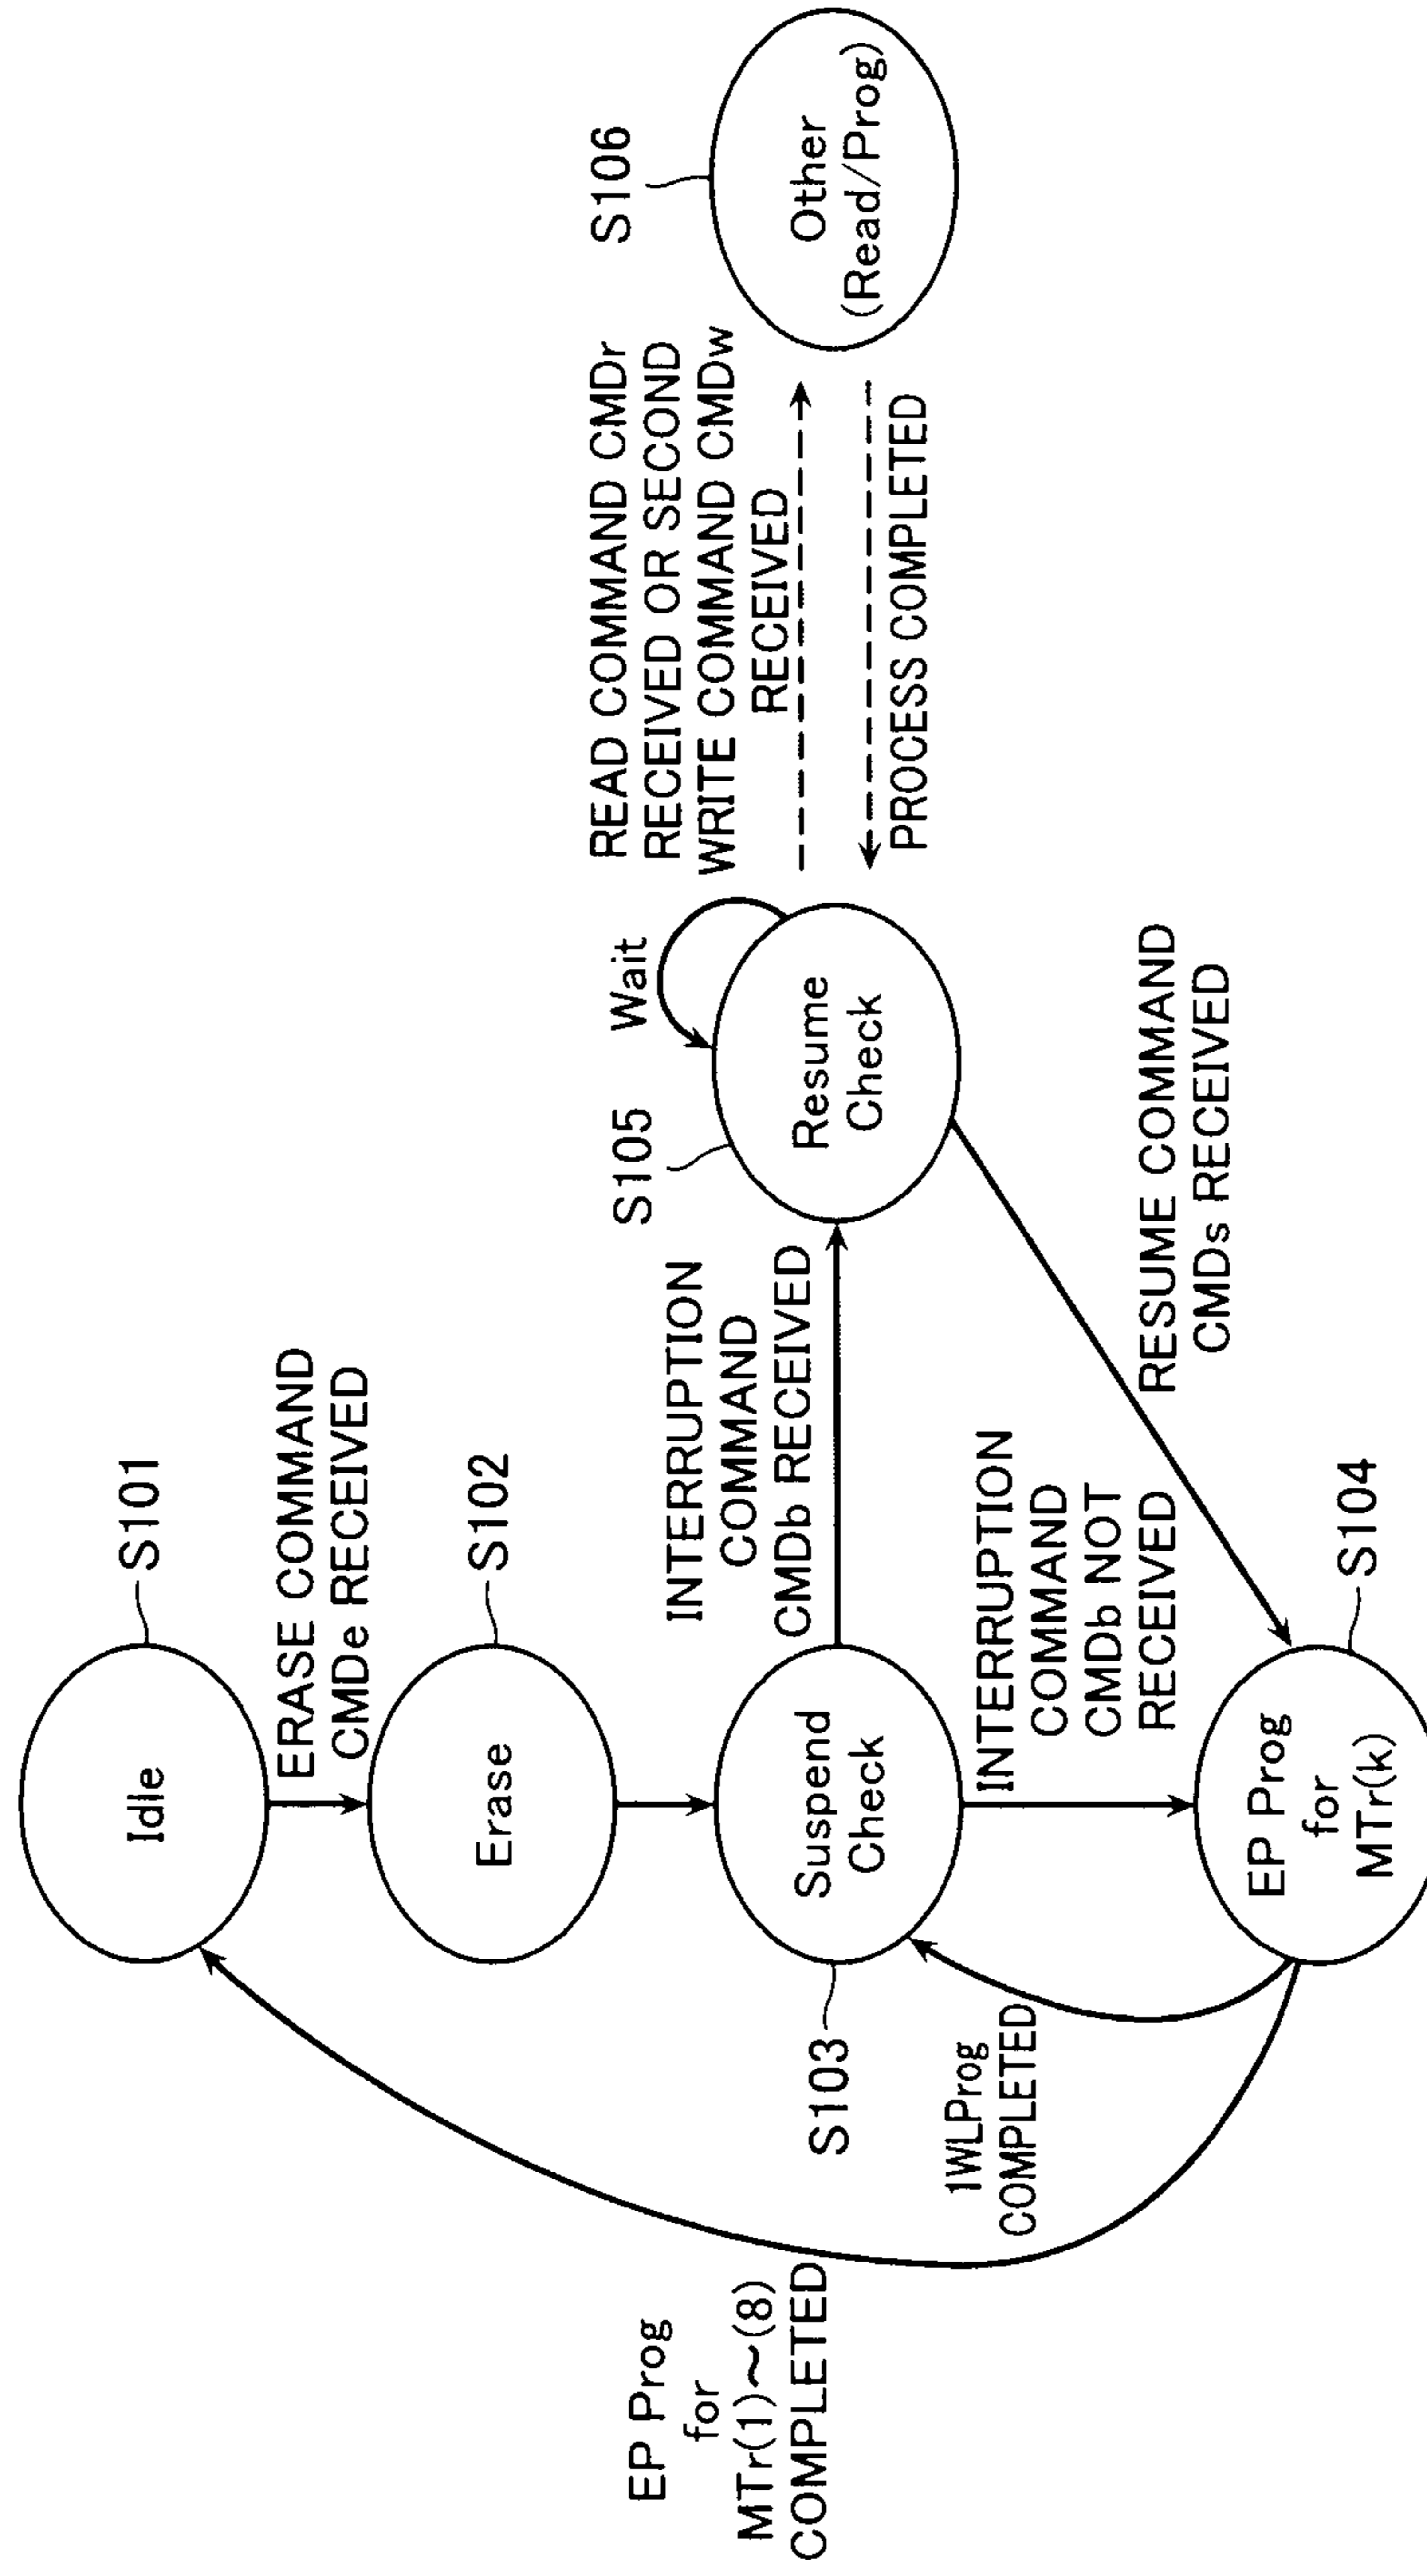 S101
Idle
ERASE COMMAND
CMDe RECEIVED
S102
Erase
EP Prog
for
MTr(1)~(8)
COMPLETED
S103
Suspend
Check
INTERRUPTION
COMMAND
CMDb RECEIVED
S105
Resume
Check
Wait
READ COMMAND CMDr
RECEIVED OR SECOND
WRITE COMMAND CMDw
RECEIVED
PROCESS COMPLETED
S106
Other
(Read/Prog)
1WLProg
COMPLETED
INTERRUPTION
COMMAND
CMDb NOT
RECEIVED
RESUME COMMAND
CMDs RECEIVED
EP Prog
for
MTr(k)
S104